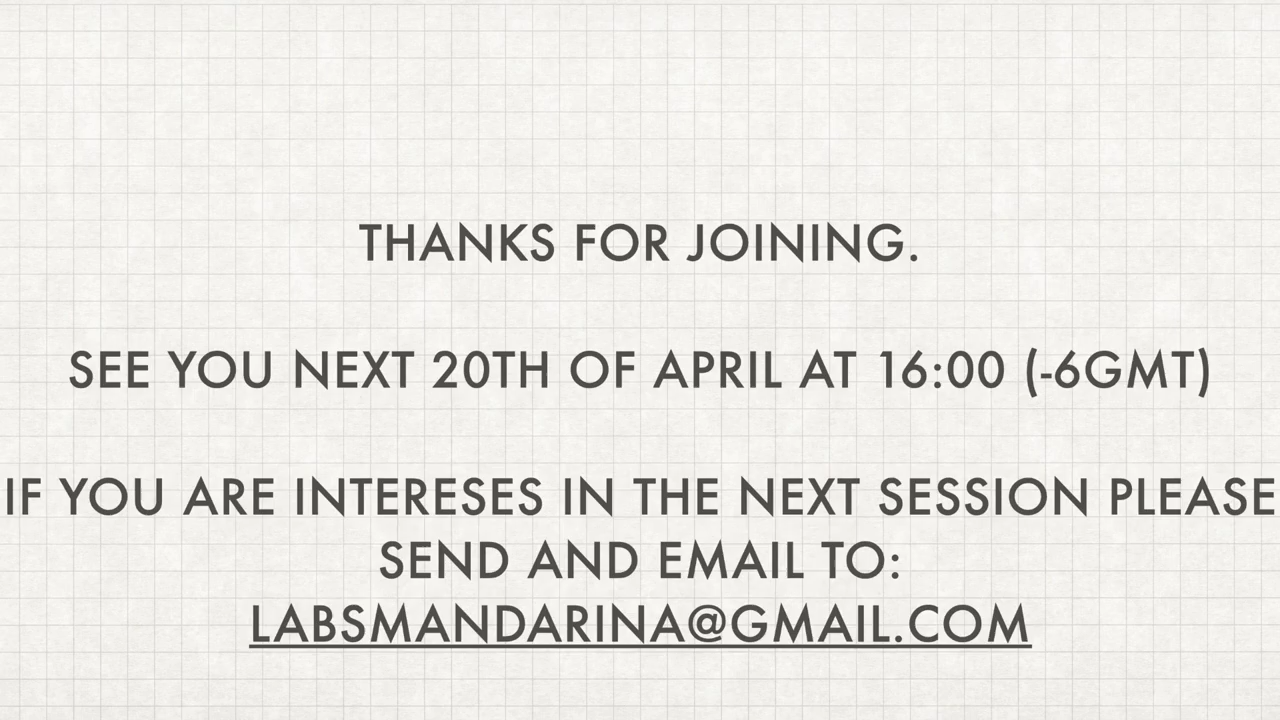 THANKS FOR JOINING.
SEE YOU NEXT 20TH OF APRIL AT 16:00 (-6GMT)
IF YOU ARE INTERESES IN THE NEXT SESSION PLEASE
SEND AND EMAIL TO:
LABSMANDARINA@GMAIL.COM